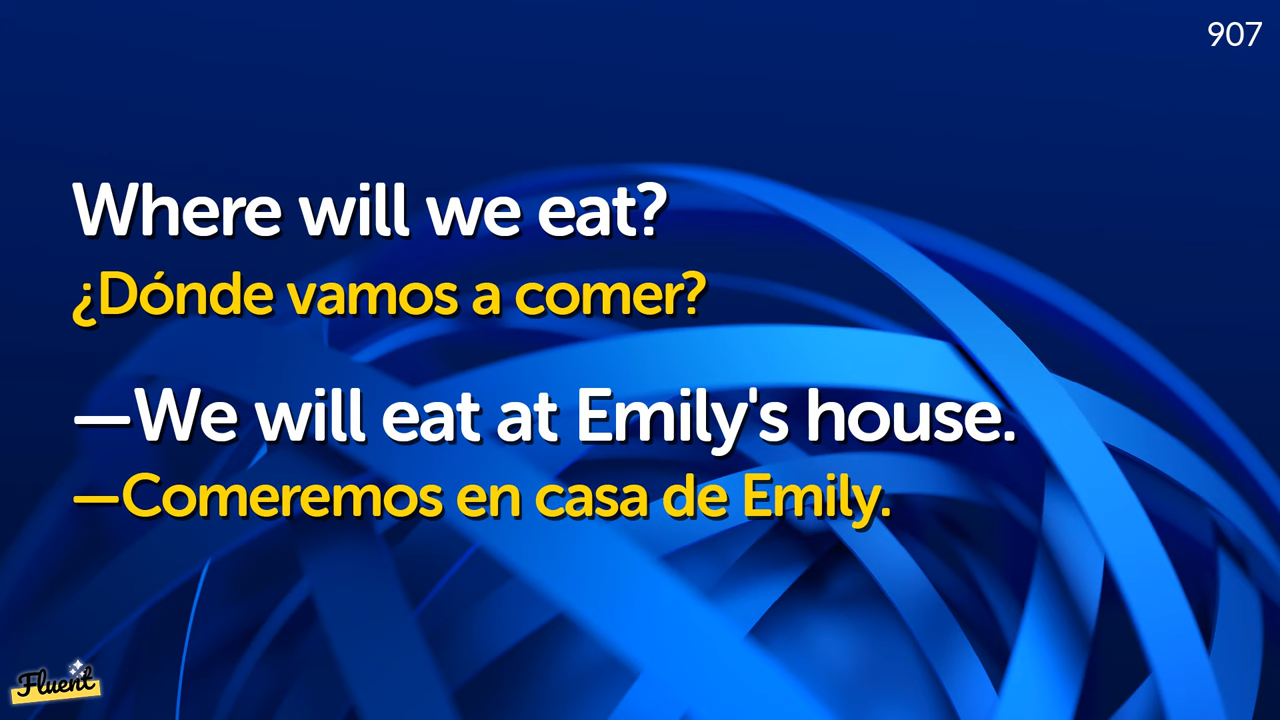 907
Where will we eat?
¿Dónde vamos a comer?
—We will eat at Emily's house.
—Comeremos en casa de Emily.
Fluent